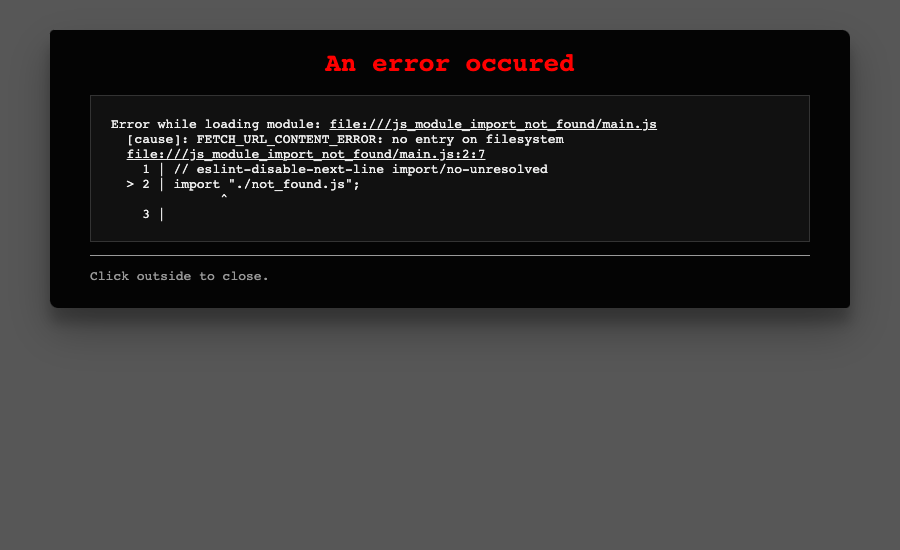 An error occured
Error while loading module: file:///js_module_import_not_found/main.js
[cause]: FETCH_URL_CONTENT_ERROR: no entry on filesystem
file:///js_module_import_not_found/main.js:2:7
1 | // eslint-disable-next-line import/no-unresolved
> 2 | import "./not_found.js";
^
3 |
Click outside to close.